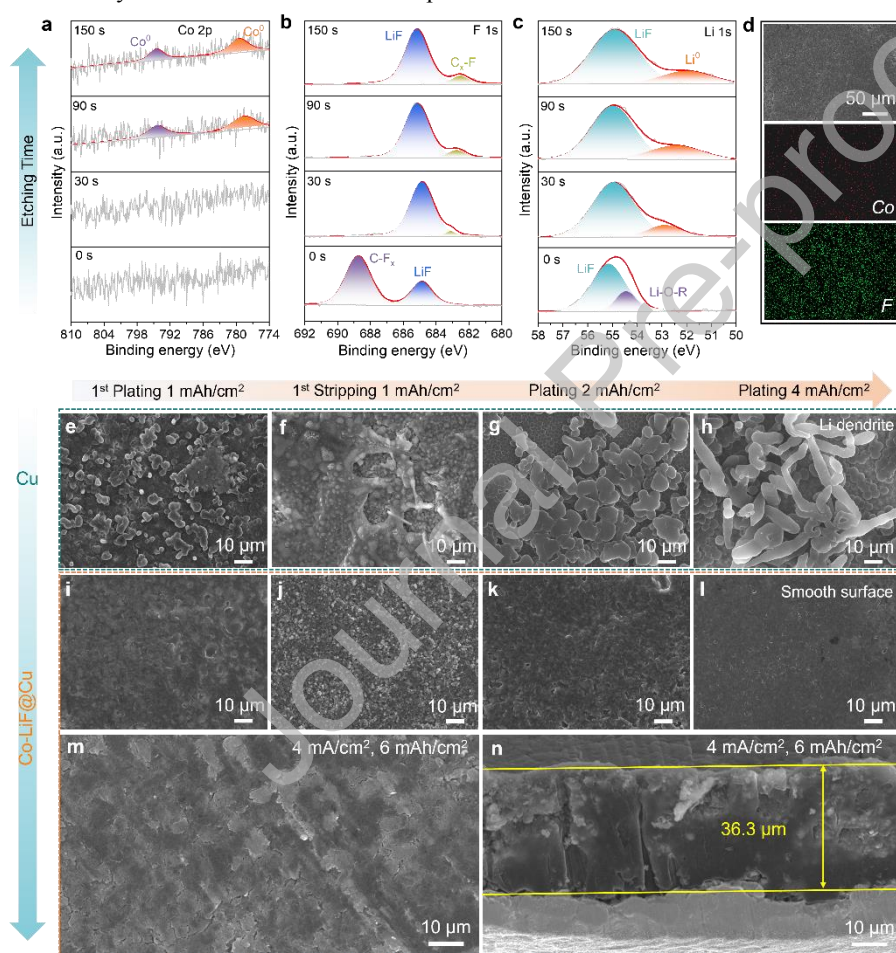 a
150 s
Co 2p
Co⁰
Co⁰
90 s
30 s
0 s
810 804 798 792 786 780 774
Binding energy (eV)
Intensity (a.u.)
Etching Time
b
150 s
F 1s
LiF
Cₓ-F
90 s
30 s
0 s
C-Fₓ
LiF
692 690 688 686 684 682 680
Binding energy (eV)
Intensity (a.u.)
c
150 s
Li 1s
LiF
Li⁰
90 s
30 s
0 s
LiF
Li-O-R
58 57 56 55 54 53 52 51 50
Binding energy (eV)
Intensity (a.u.)
d
50 µm
Co
F
1ˢᵗ Plating 1 mAh/cm²
1ˢᵗ Stripping 1 mAh/cm²
Plating 2 mAh/cm²
Plating 4 mAh/cm²
Cu
e
10 µm
f
10 µm
g
10 µm
h
Li dendrite
10 µm
Co-LiF@Cu
i
10 µm
j
10 µm
k
10 µm
l
Smooth surface
10 µm
m
4 mA/cm², 6 mAh/cm²
10 µm
n
4 mA/cm², 6 mAh/cm²
36.3 µm
10 µm
Journal Pre-proo